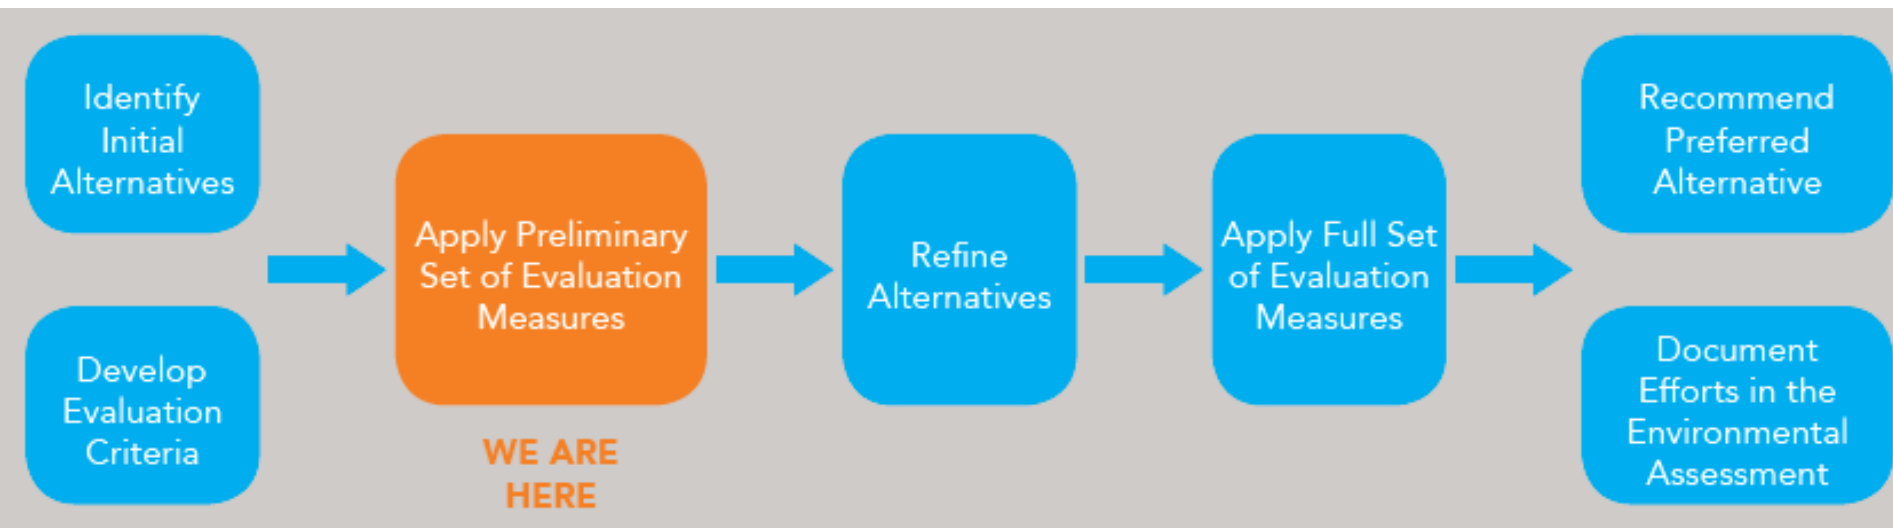 Identify
Initial
Alternatives
Develop
Evaluation
Criteria
Apply Preliminary
Set of Evaluation
Measures
WE ARE
HERE
Refine
Alternatives
Apply Full Set
of Evaluation
Measures
Recommend
Preferred
Alternative
Document
Efforts in the
Environmental
Assessment